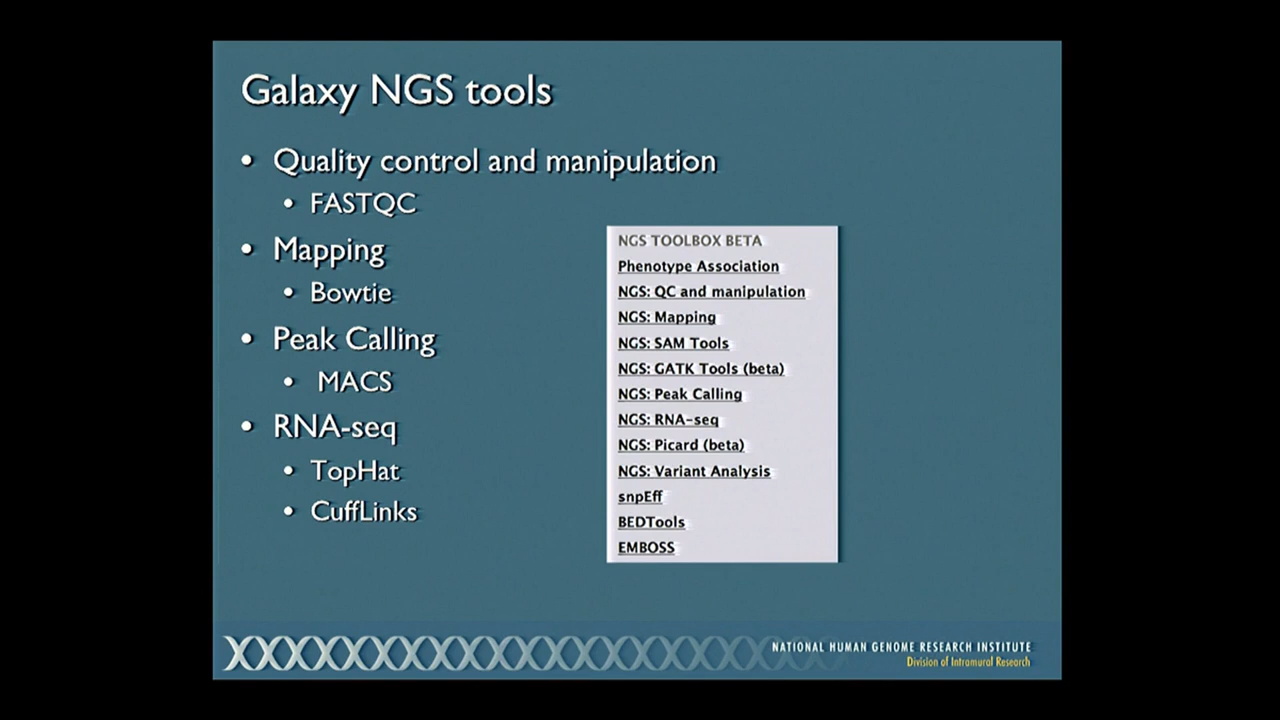 Galaxy NGS tools
• Quality control and manipulation
• FASTQC
• Mapping
• Bowtie
• Peak Calling
• MACS
• RNA-seq
• TopHat
• CuffLinks
NGS TOOLBOX BETA
Phenotype Association
NGS: QC and manipulation
NGS: Mapping
NGS: SAM Tools
NGS: GATK Tools (beta)
NGS: Peak Calling
NGS: RNA-seq
NGS: Picard (beta)
NGS: Variant Analysis
snpEff
BEDTools
EMBOSS
NATIONAL HUMAN GENOME RESEARCH INSTITUTE
Division of Intramural Research